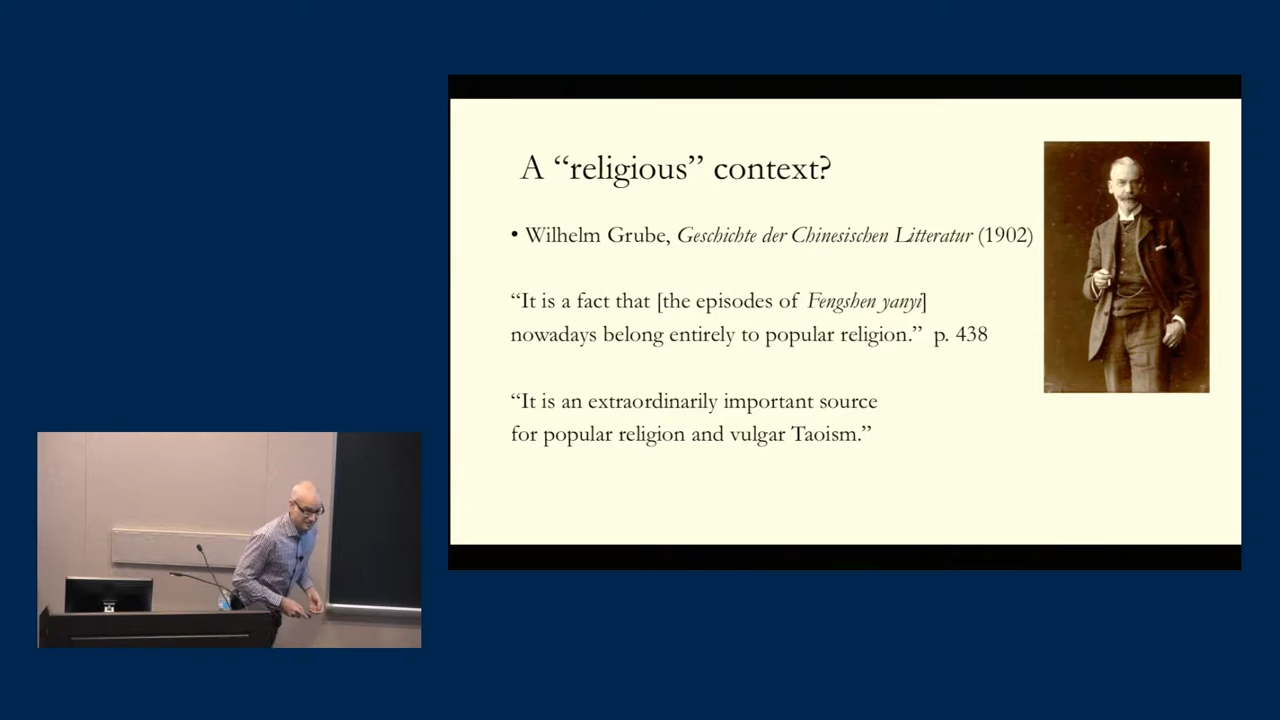 A “religious” context?
• Wilhelm Grube, Geschichte der Chinesischen Litteratur (1902)
“It is a fact that [the episodes of Fengshen yanyi]
nowadays belong entirely to popular religion.” p. 438
“It is an extraordinarily important source
for popular religion and vulgar Taoism.”